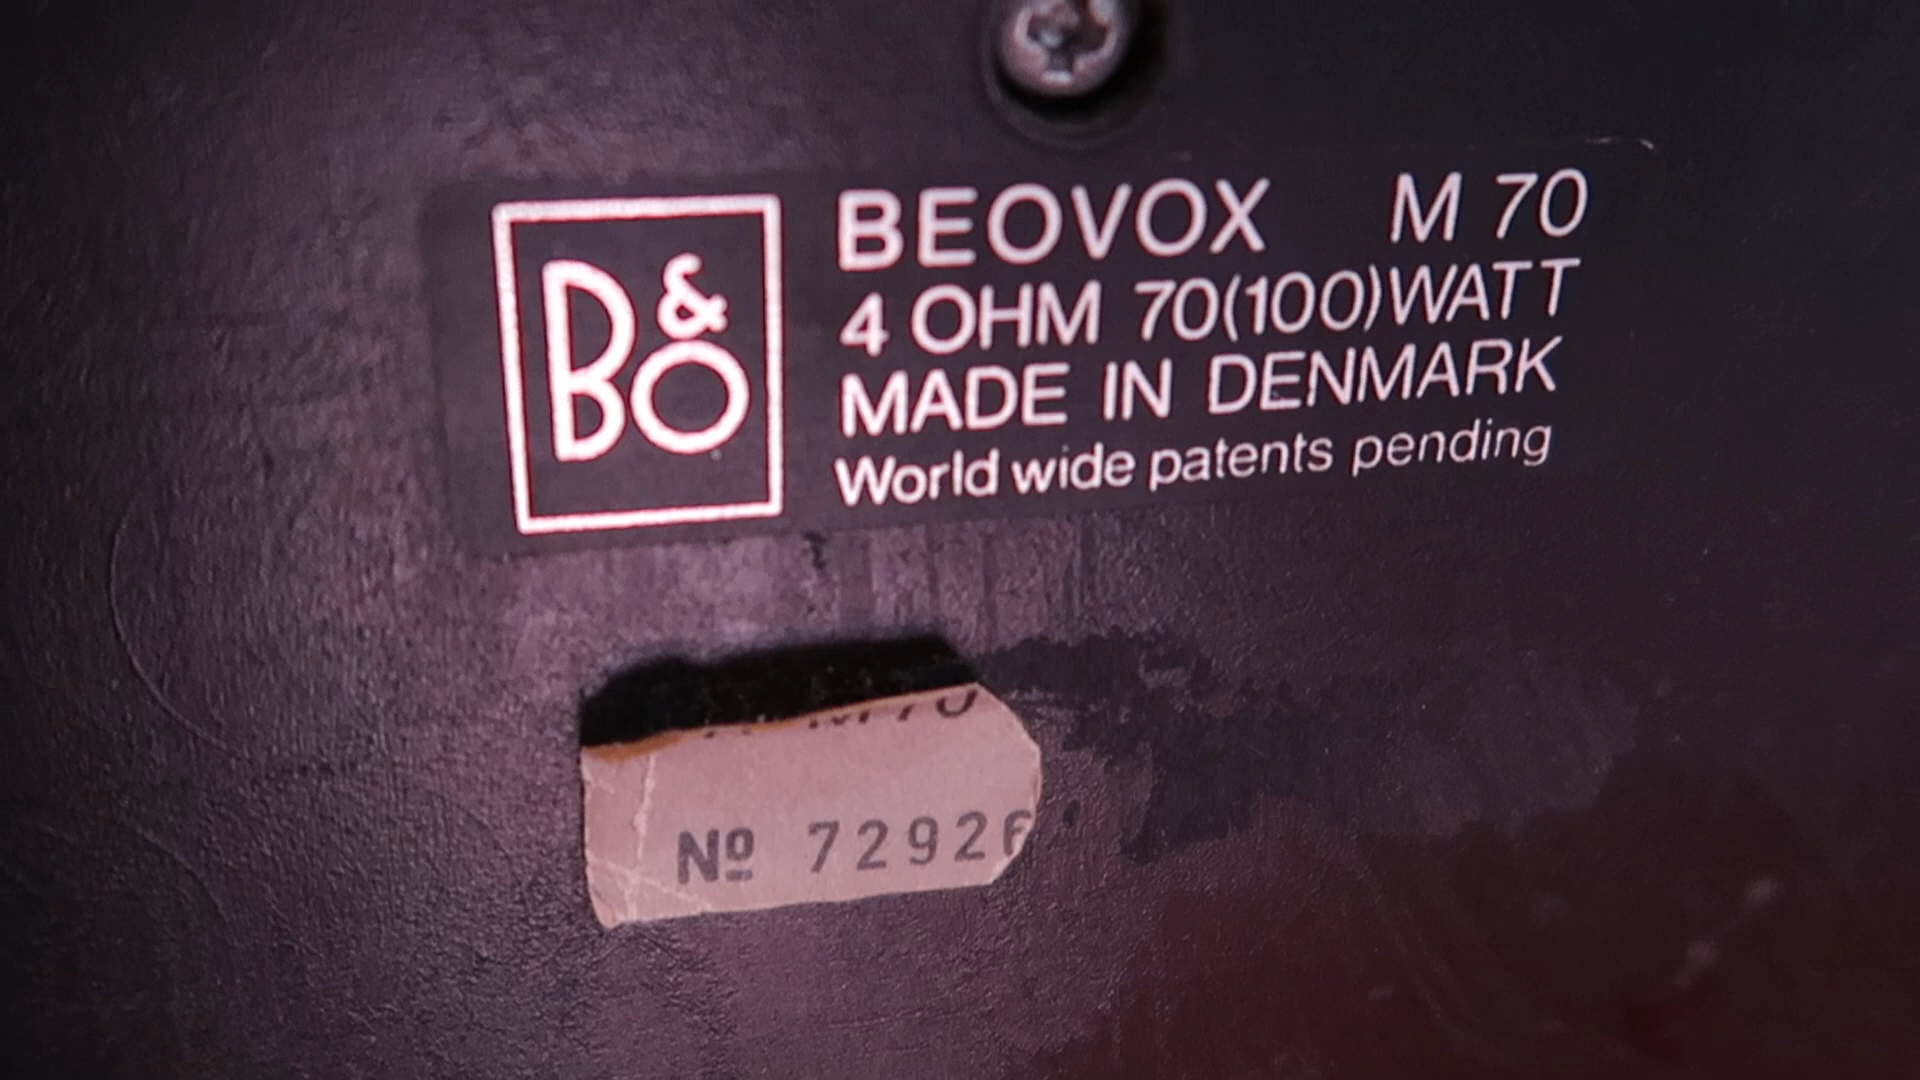 B&O
BEOVOX M 70
4 OHM 70(100)WATT
MADE IN DENMARK
World wide patents pending
№ 72926